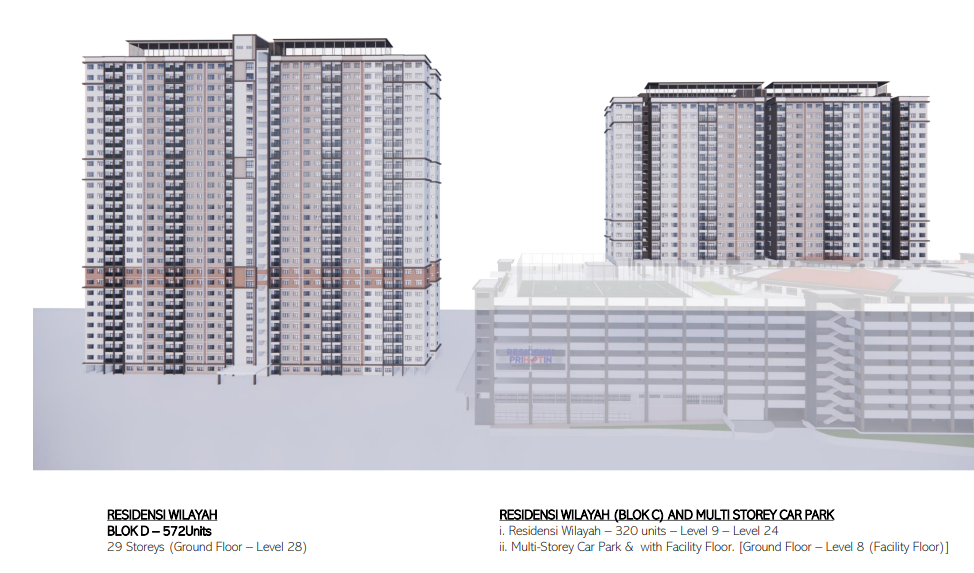 RESIDENSI
PR1HATIN
RESIDENSI WILAYAH
BLOK D – 572Units
29 Storeys (Ground Floor – Level 28)
RESIDENSI WILAYAH (BLOK C) AND MULTI STOREY CAR PARK
i. Residensi Wilayah – 320 units – Level 9 – Level 24
ii. Multi-Storey Car Park & with Facility Floor. [Ground Floor – Level 8 (Facility Floor)]